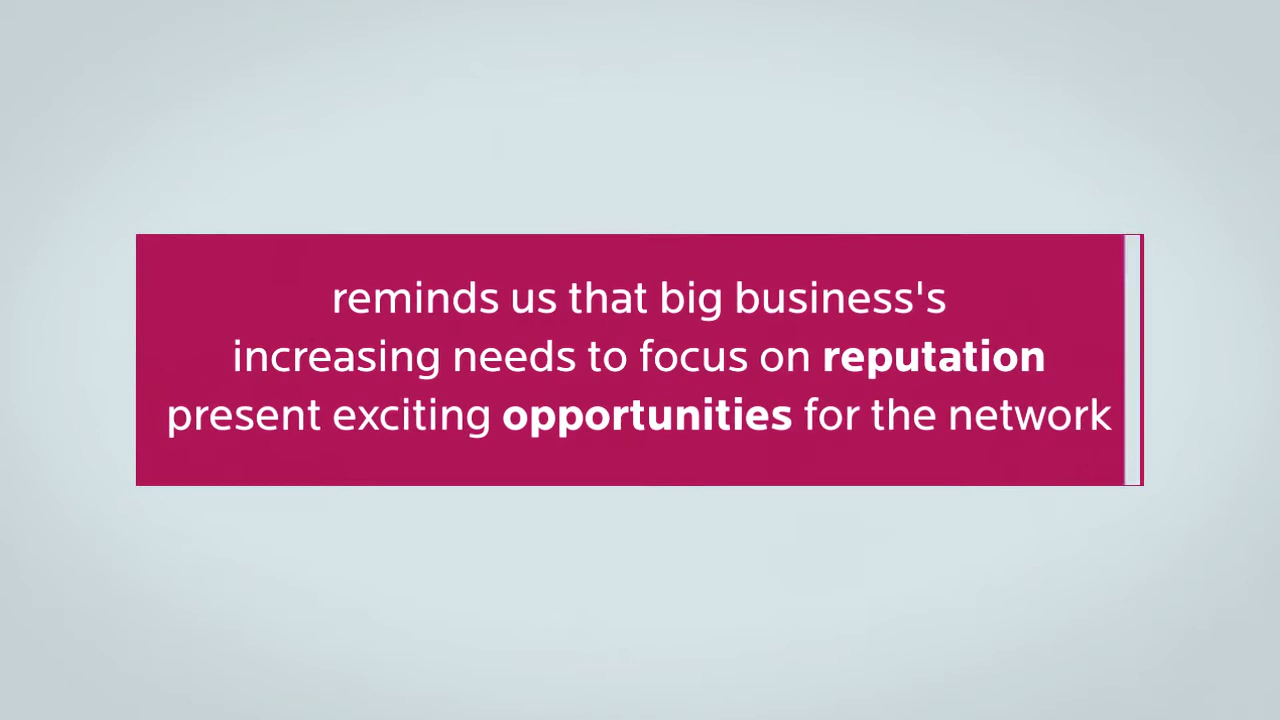 reminds us that big business's
increasing needs to focus on reputation
present exciting opportunities for the network